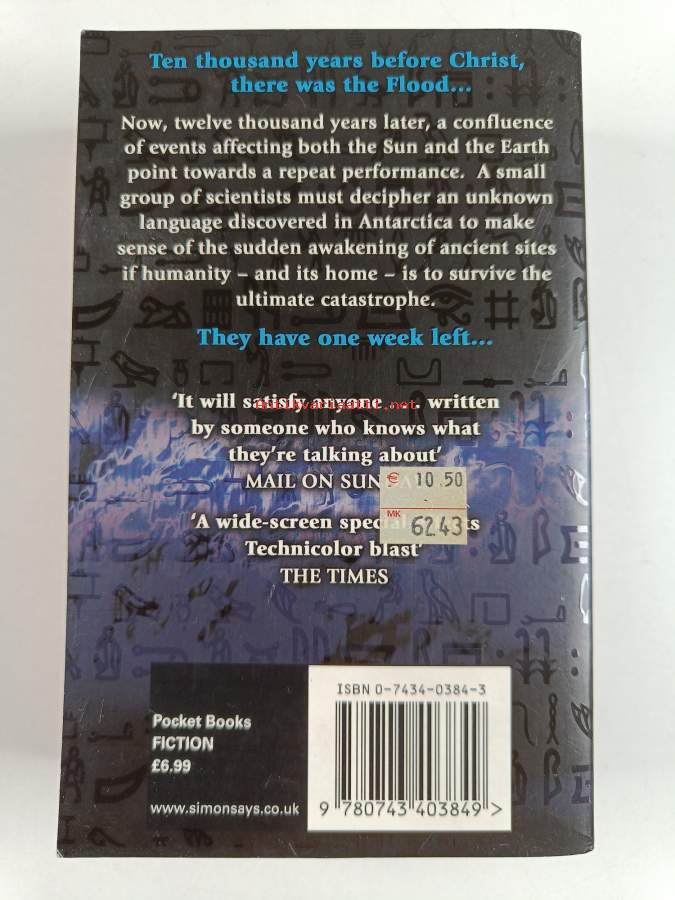 Ten thousand years before Christ,
there was the Flood...
Now, twelve thousand years later, a confluence
of events affecting both the Sun and the Earth
point towards a repeat performance. A small
group of scientists must decipher an unknown
language discovered in Antarctica to make
sense of the sudden awakening of ancient sites
if humanity – and its home – is to survive the
ultimate catastrophe.
They have one week left...
‘It will satisfy anyone . . . written
antikvariaatti.net
by someone who knows what
they’re talking about’
MAIL ON SUNDAY
€ 10.50
MK 62.43
‘A wide-screen special
Technicolor blast’
THE TIMES
ISBN 0-7434-0384-3
Pocket Books
FICTION
£6.99
www.simonsays.co.uk
9 780743 403849 >